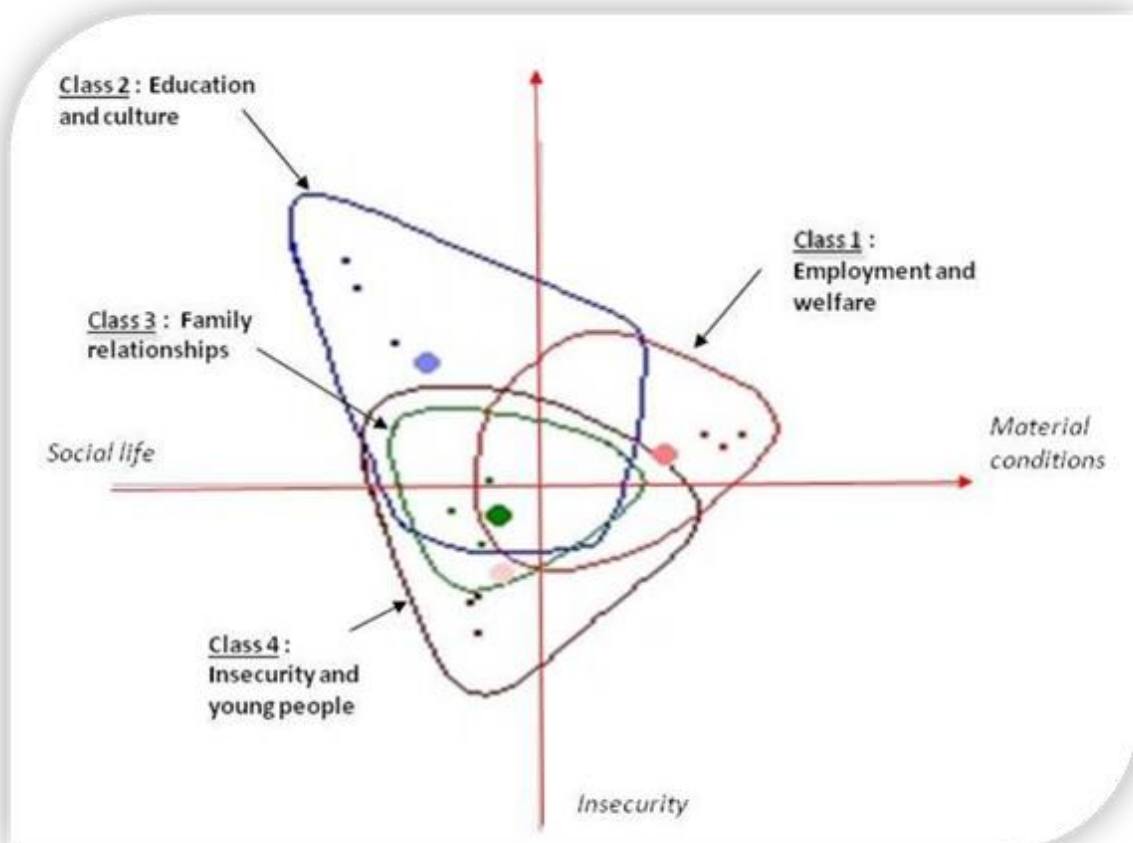 Class 2 : Education
and culture
Class 1 :
Employment and
welfare
Class 3 : Family
relationships
Social life
Material
conditions
Class 4 :
Insecurity and
young people
Insecurity